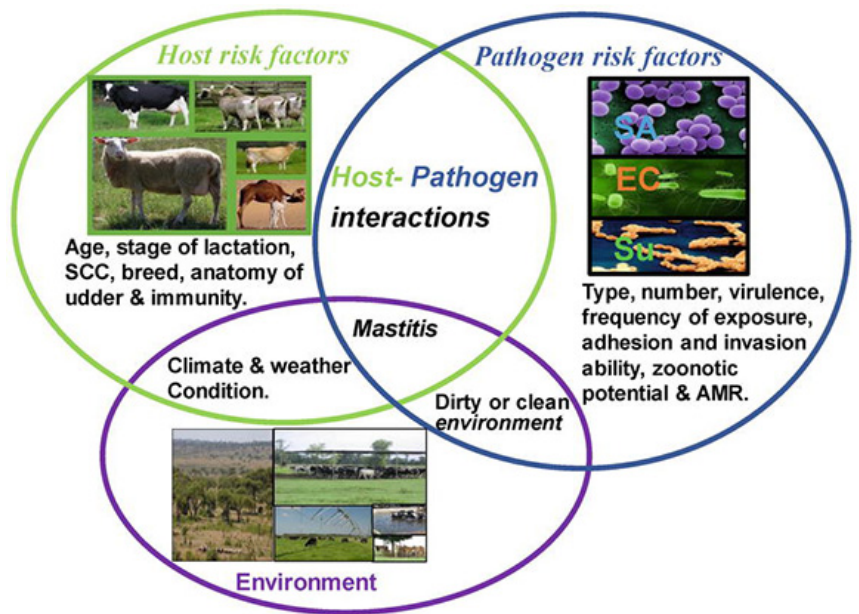 Host risk factors
Pathogen risk factors
SA
EC
Su
Host- Pathogen
interactions
Age, stage of lactation,
SCC, breed, anatomy of
udder & immunity.
Type, number, virulence,
frequency of exposure,
adhesion and invasion
ability, zoonotic
potential & AMR.
Mastitis
Climate & weather
Condition.
Dirty or clean
environment
Environment